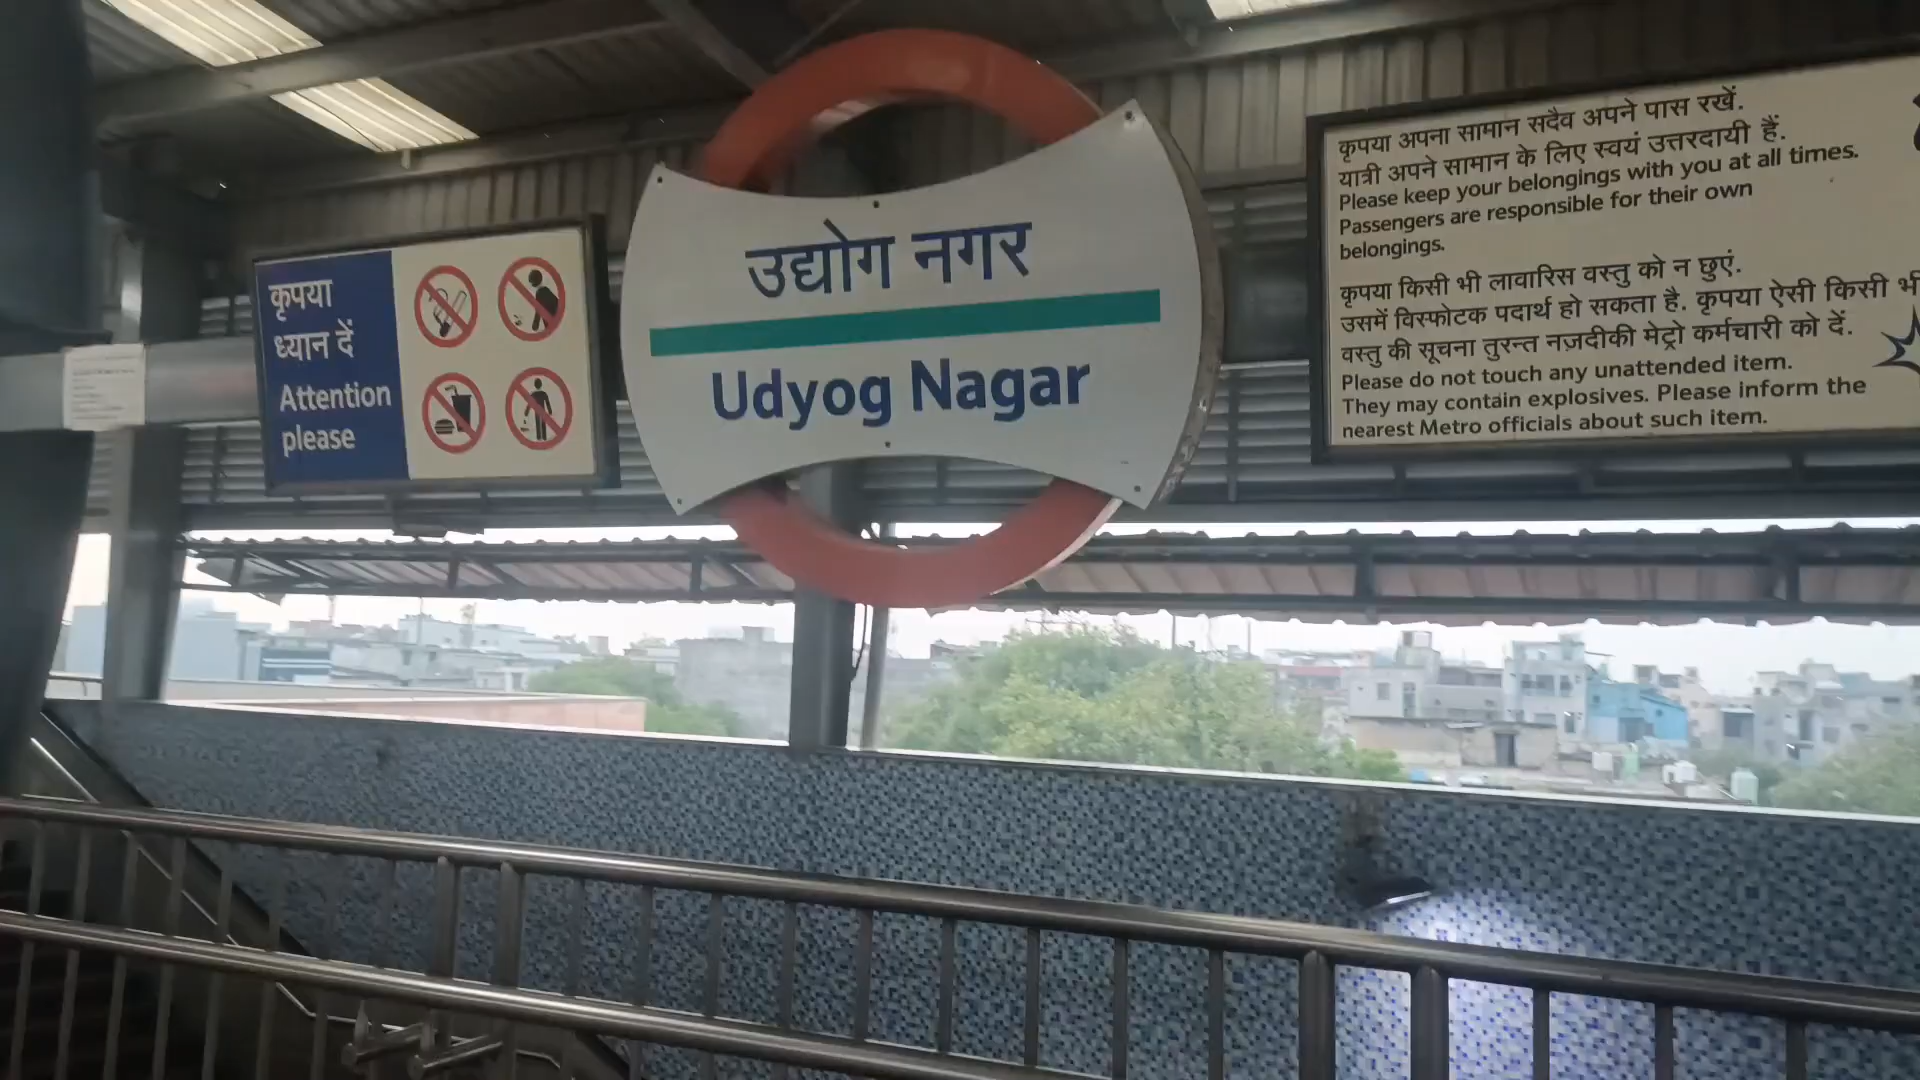 कृपया
ध्यान दें
Attention
please
उद्योग नगर
Udyog Nagar
कृपया अपना सामान सदैव अपने पास रखें.
यात्री अपने सामान के लिए स्वयं उत्तरदायी हैं.
Please keep your belongings with you at all times.
Passengers are responsible for their own
belongings.
कृपया किसी भी लावारिस वस्तु को न छुएं.
उसमें विस्फोटक पदार्थ हो सकता है. कृपया ऐसी किसी भी
वस्तु की सूचना तुरन्त नज़दीकी मेट्रो कर्मचारी को दें.
Please do not touch any unattended item.
They may contain explosives. Please inform the
nearest Metro officials about such item.